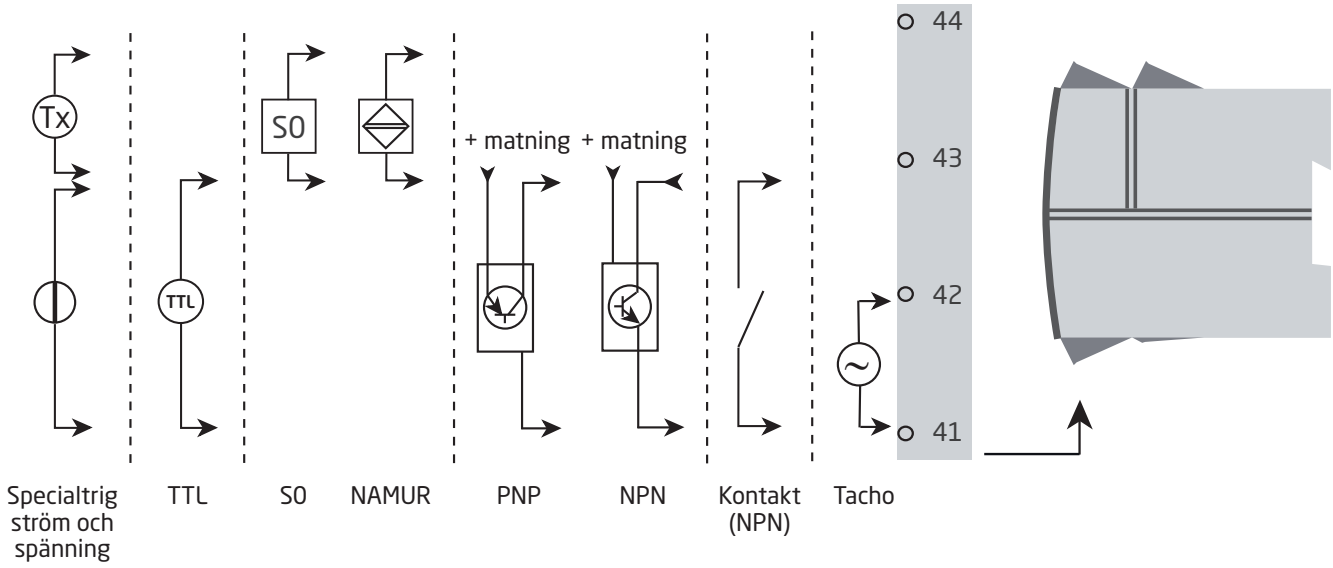 44
43
42
41
Tx
TTL
S0
+ matning
+ matning
Specialtrig
ström och
spänning
TTL
S0
NAMUR
PNP
NPN
Kontakt
(NPN)
Tacho